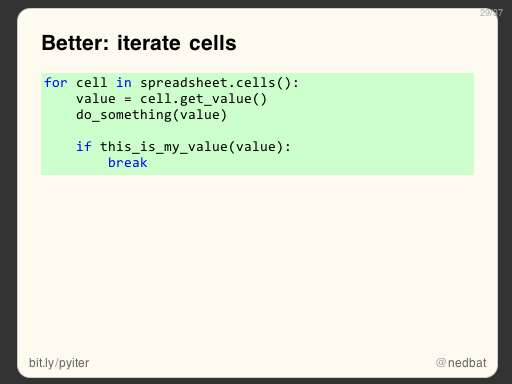 29/37
Better: iterate cells
for cell in spreadsheet.cells():
    value = cell.get_value()
    do_something(value)

    if this_is_my_value(value):
        break
bit.ly/pyiter
@nedbat